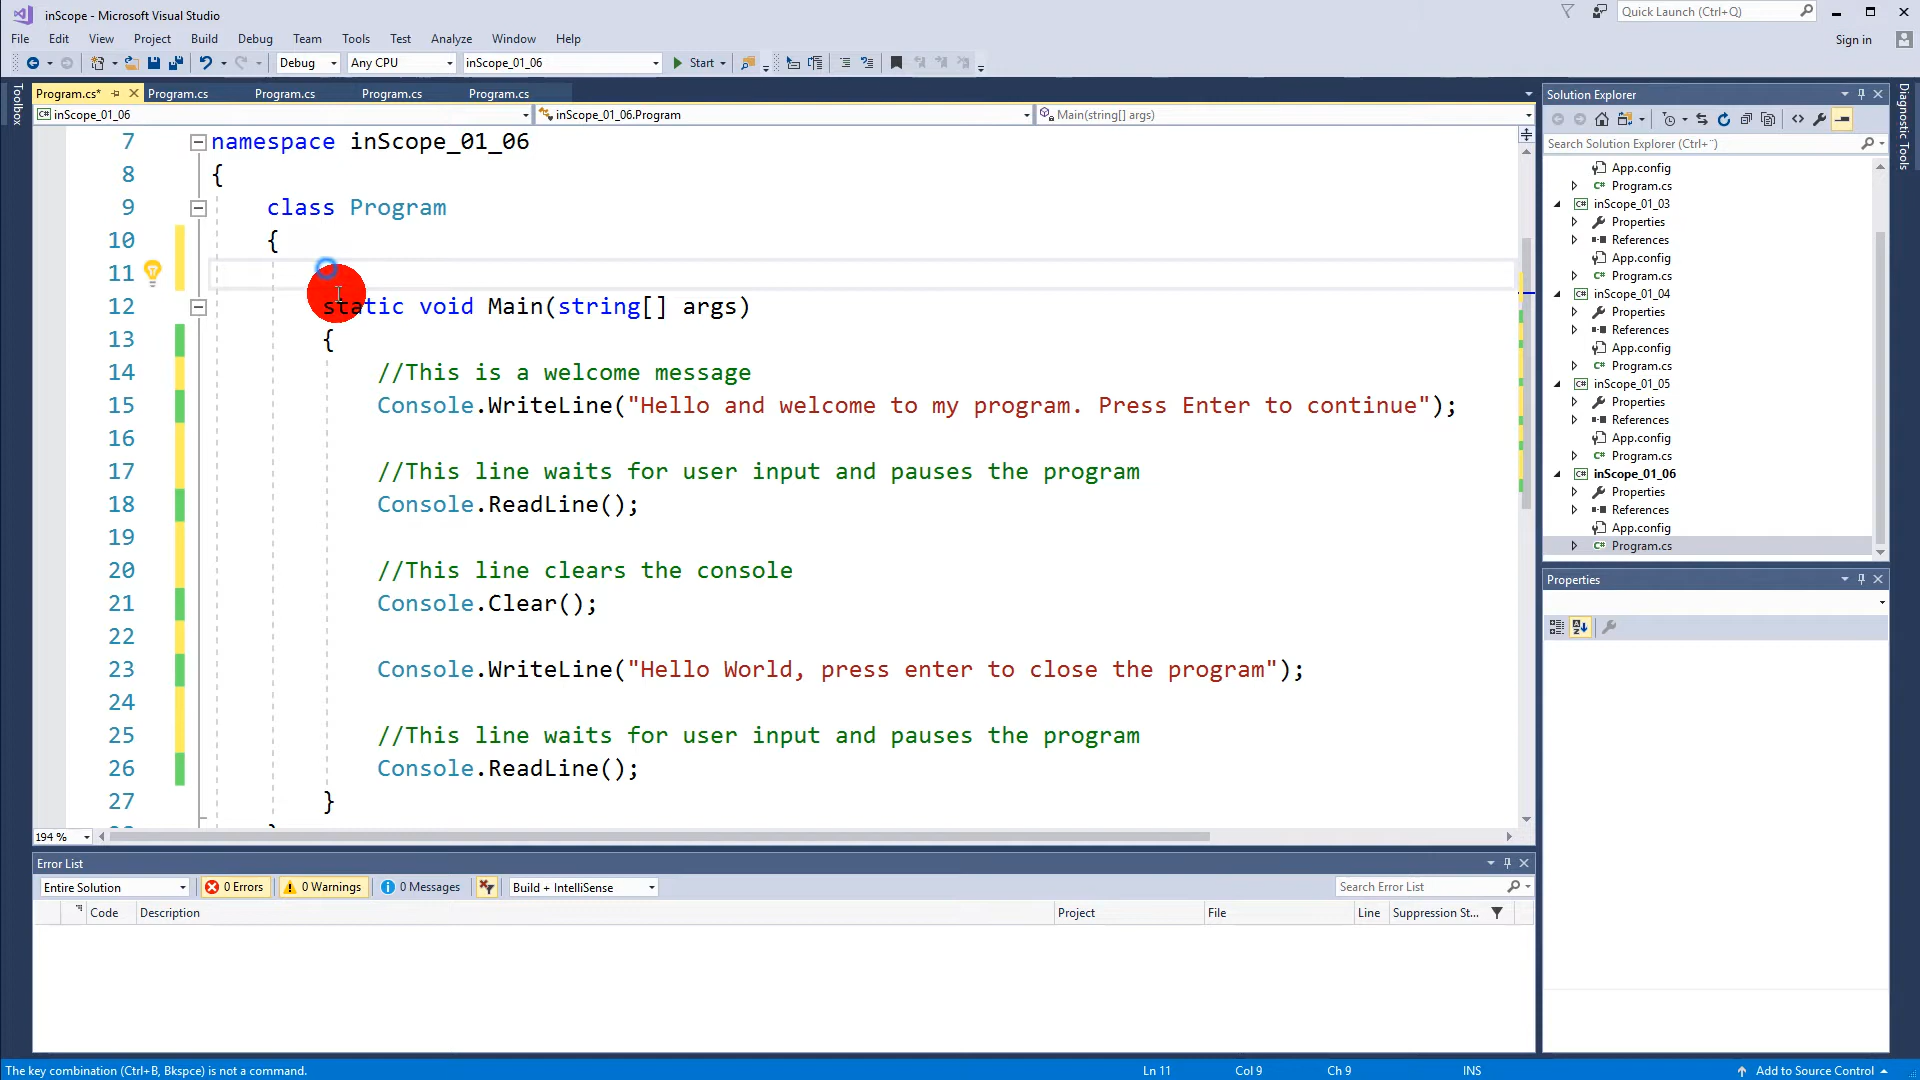 inScope - Microsoft Visual Studio
Quick Launch (Ctrl+Q)
File Edit View Project Build Debug Team Tools Test Analyze Window Help
Sign in
Debug Any CPU inScope_01_06 Start
Program.cs* Program.cs Program.cs Program.cs Program.cs
inScope_01_06 inScope_01_06.Program Main(string[] args)
Toolbox
7 namespace inScope_01_06
8 {
9 class Program
10 {
11
12 static void Main(string[] args)
13 {
14 //This is a welcome message
15 Console.WriteLine("Hello and welcome to my program. Press Enter to continue");
16
17 //This line waits for user input and pauses the program
18 Console.ReadLine();
19
20 //This line clears the console
21 Console.Clear();
22
23 Console.WriteLine("Hello World, press enter to close the program");
24
25 //This line waits for user input and pauses the program
26 Console.ReadLine();
27 }
194 %
Solution Explorer
Search Solution Explorer (Ctrl+¨)
App.config
Program.cs
inScope_01_03
Properties
References
App.config
Program.cs
inScope_01_04
Properties
References
App.config
Program.cs
inScope_01_05
Properties
References
App.config
Program.cs
inScope_01_06
Properties
References
App.config
Program.cs
Properties
Diagnostic Tools
Error List
Entire Solution 0 Errors 0 Warnings 0 Messages Build + IntelliSense Search Error List
Code Description Project File Line Suppression St...
The key combination (Ctrl+B, Bkspce) is not a command. Ln 11 Col 9 Ch 9 INS Add to Source Control